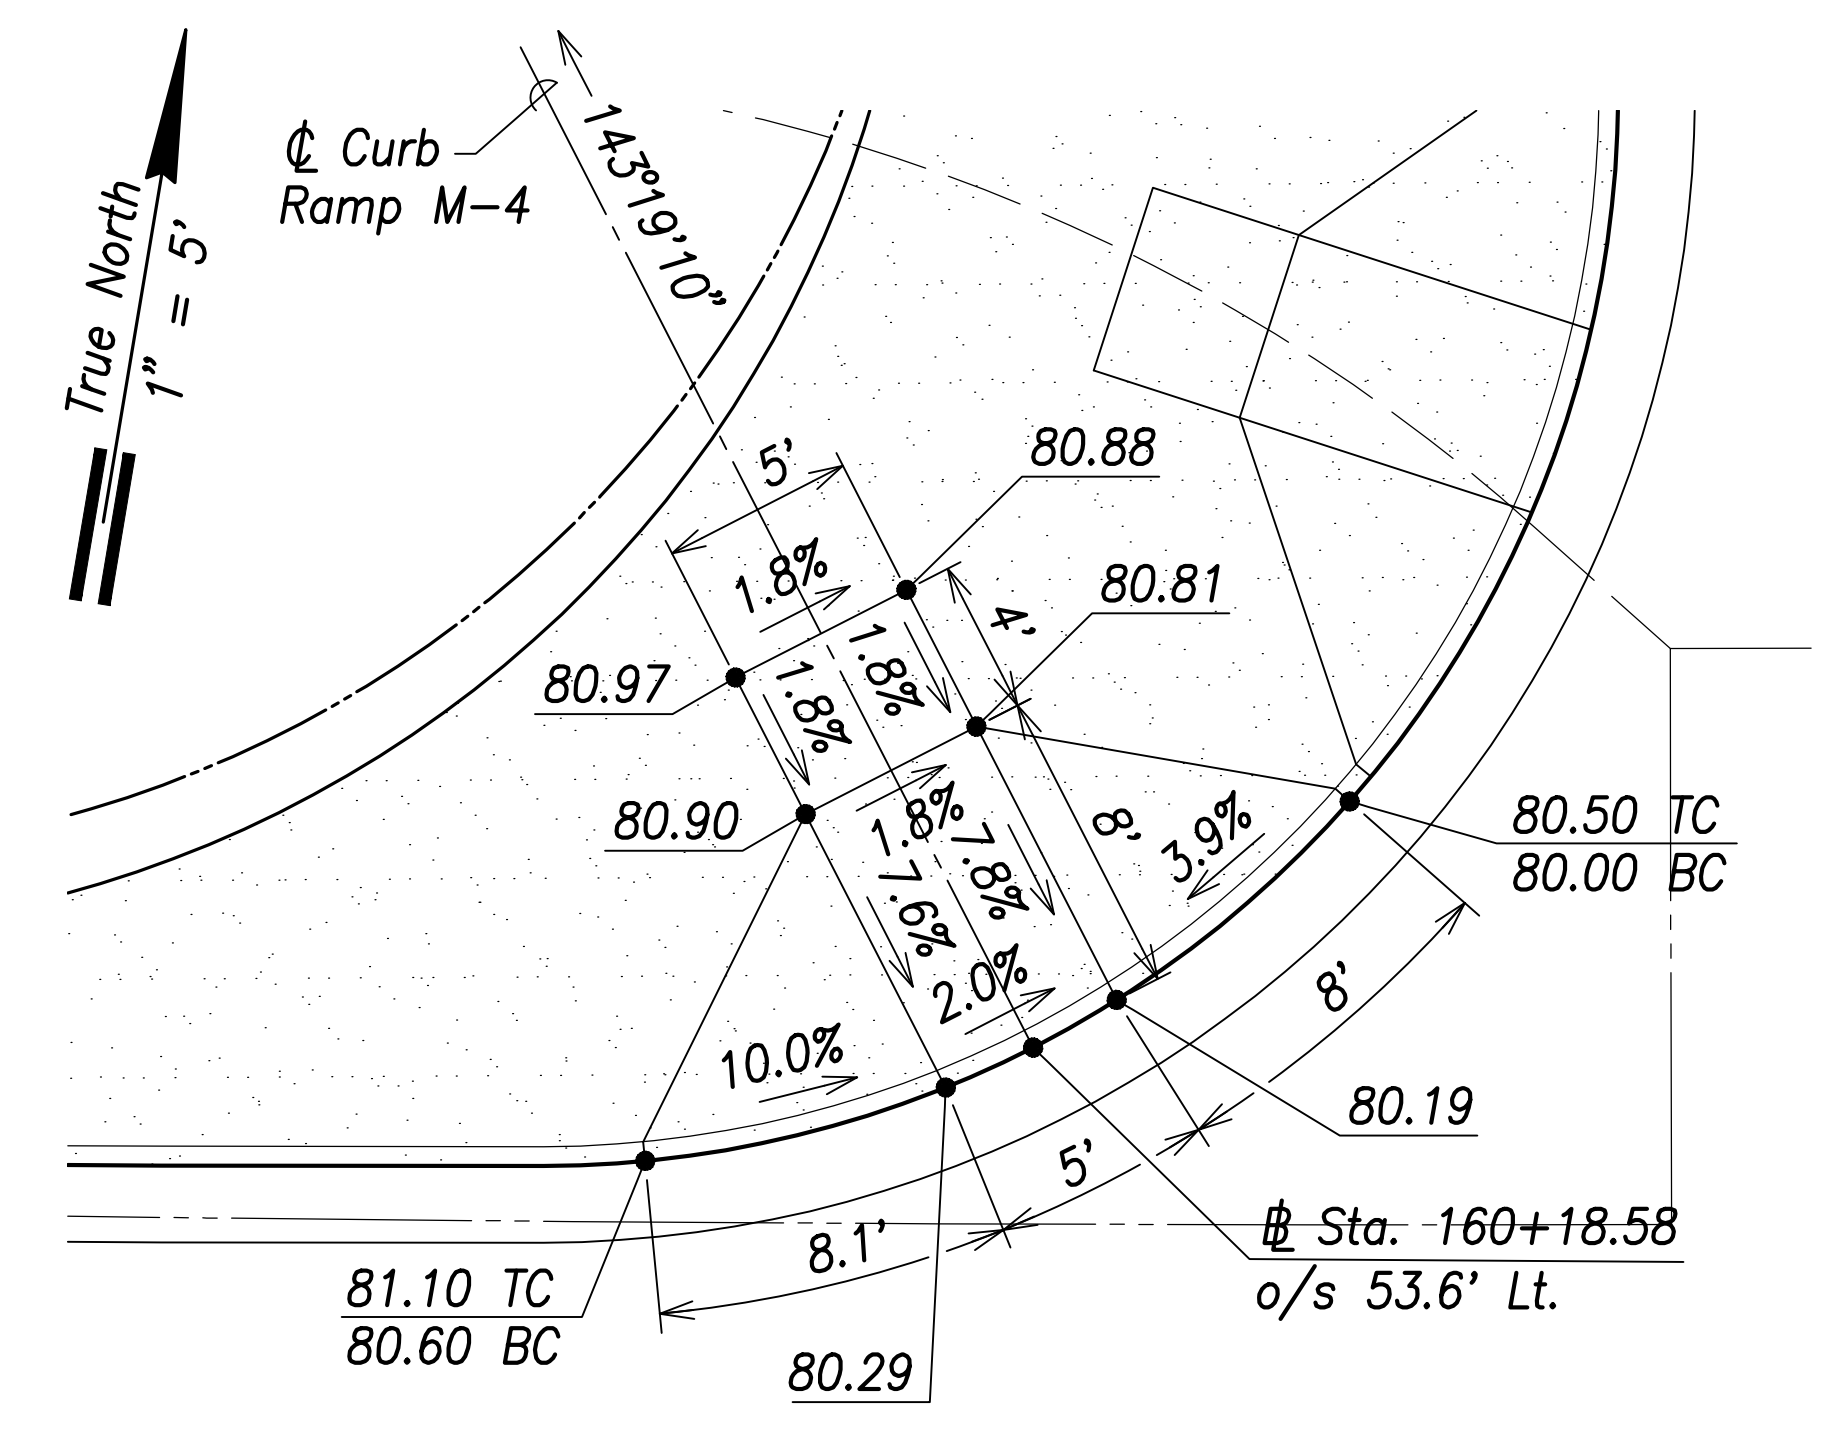 True North
1" = 5'
℄ Curb
Ramp M-4
143°19'10"
5'
80.88
1.8%
80.81
4'
1.8%
80.97
1.8%
80.90
1.8%
7.8%
8'
3.9%
80.50 TC
80.00 BC
7.6%
2.0%
8'
10.0%
80.19
5'
8.1'
BL Sta. 160+18.58
o/s 53.6' Lt.
81.10 TC
80.60 BC
80.29